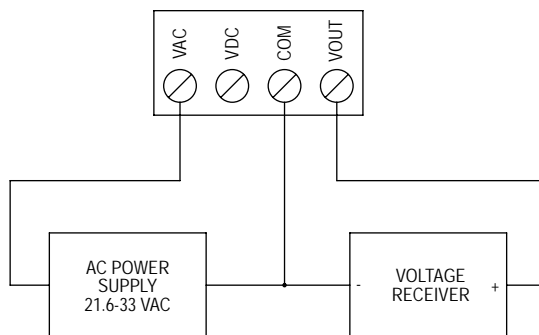 VAC
VDC
COM
VOUT
AC POWER
SUPPLY
21.6-33 VAC
-
VOLTAGE
RECEIVER
+